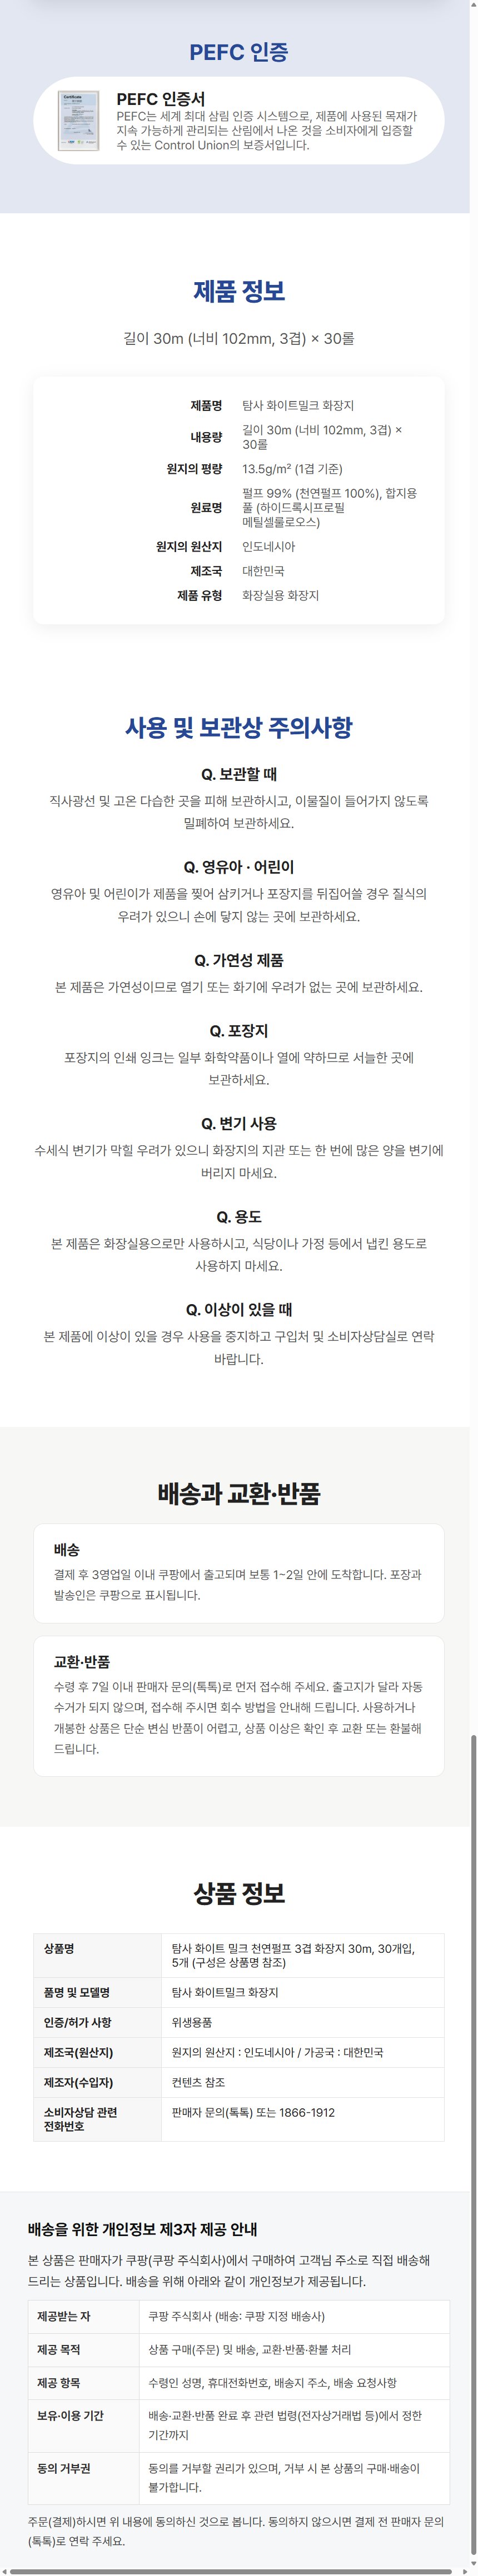 PEFC 인증
Certificate
PEFC 인증서
PEFC는 세계 최대 삼림 인증 시스템으로, 제품에 사용된 목재가
지속 가능하게 관리되는 산림에서 나온 것을 소비자에게 입증할
수 있는 Control Union의 보증서입니다.
제품 정보
길이 30m (너비 102mm, 3겹) × 30롤
제품명 탐사 화이트밀크 화장지
내용량 길이 30m (너비 102mm, 3겹) ×
30롤
원지의 평량 13.5g/m² (1겹 기준)
원료명 펄프 99% (천연펄프 100%), 합지용
풀 (하이드록시프로필
메틸셀룰로오스)
원지의 원산지 인도네시아
제조국 대한민국
제품 유형 화장실용 화장지
사용 및 보관상 주의사항
Q. 보관할 때
직사광선 및 고온 다습한 곳을 피해 보관하시고, 이물질이 들어가지 않도록
밀폐하여 보관하세요.
Q. 영유아 · 어린이
영유아 및 어린이가 제품을 찢어 삼키거나 포장지를 뒤집어쓸 경우 질식의
우려가 있으니 손에 닿지 않는 곳에 보관하세요.
Q. 가연성 제품
본 제품은 가연성이므로 열기 또는 화기에 우려가 없는 곳에 보관하세요.
Q. 포장지
포장지의 인쇄 잉크는 일부 화학약품이나 열에 약하므로 서늘한 곳에
보관하세요.
Q. 변기 사용
수세식 변기가 막힐 우려가 있으니 화장지의 지관 또는 한 번에 많은 양을 변기에
버리지 마세요.
Q. 용도
본 제품은 화장실용으로만 사용하시고, 식당이나 가정 등에서 냅킨 용도로
사용하지 마세요.
Q. 이상이 있을 때
본 제품에 이상이 있을 경우 사용을 중지하고 구입처 및 소비자상담실로 연락
바랍니다.
배송과 교환·반품
배송
결제 후 3영업일 이내 쿠팡에서 출고되며 보통 1~2일 안에 도착합니다. 포장과
발송인은 쿠팡으로 표시됩니다.
교환·반품
수령 후 7일 이내 판매자 문의(톡톡)로 먼저 접수해 주세요. 출고지가 달라 자동
수거가 되지 않으며, 접수해 주시면 회수 방법을 안내해 드립니다. 사용하거나
개봉한 상품은 단순 변심 반품이 어렵고, 상품 이상은 확인 후 교환 또는 환불해
드립니다.
상품 정보
상품명 탐사 화이트 밀크 천연펄프 3겹 화장지 30m, 30개입,
5개 (구성은 상품명 참조)
품명 및 모델명 탐사 화이트밀크 화장지
인증/허가 사항 위생용품
제조국(원산지) 원지의 원산지 : 인도네시아 / 가공국 : 대한민국
제조자(수입자) 컨텐츠 참조
소비자상담 관련 판매자 문의(톡톡) 또는 1866-1912
전화번호
배송을 위한 개인정보 제3자 제공 안내
본 상품은 판매자가 쿠팡(쿠팡 주식회사)에서 구매하여 고객님 주소로 직접 배송해
드리는 상품입니다. 배송을 위해 아래와 같이 개인정보가 제공됩니다.
제공받는 자 쿠팡 주식회사 (배송: 쿠팡 지정 배송사)
제공 목적 상품 구매(주문) 및 배송, 교환·반품·환불 처리
제공 항목 수령인 성명, 휴대전화번호, 배송지 주소, 배송 요청사항
보유·이용 기간 배송·교환·반품 완료 후 관련 법령(전자상거래법 등)에서 정한
기간까지
동의 거부권 동의를 거부할 권리가 있으며, 거부 시 본 상품의 구매·배송이
불가합니다.
주문(결제)하시면 위 내용에 동의하신 것으로 봅니다. 동의하지 않으시면 결제 전 판매자 문의
(톡톡)로 연락 주세요.